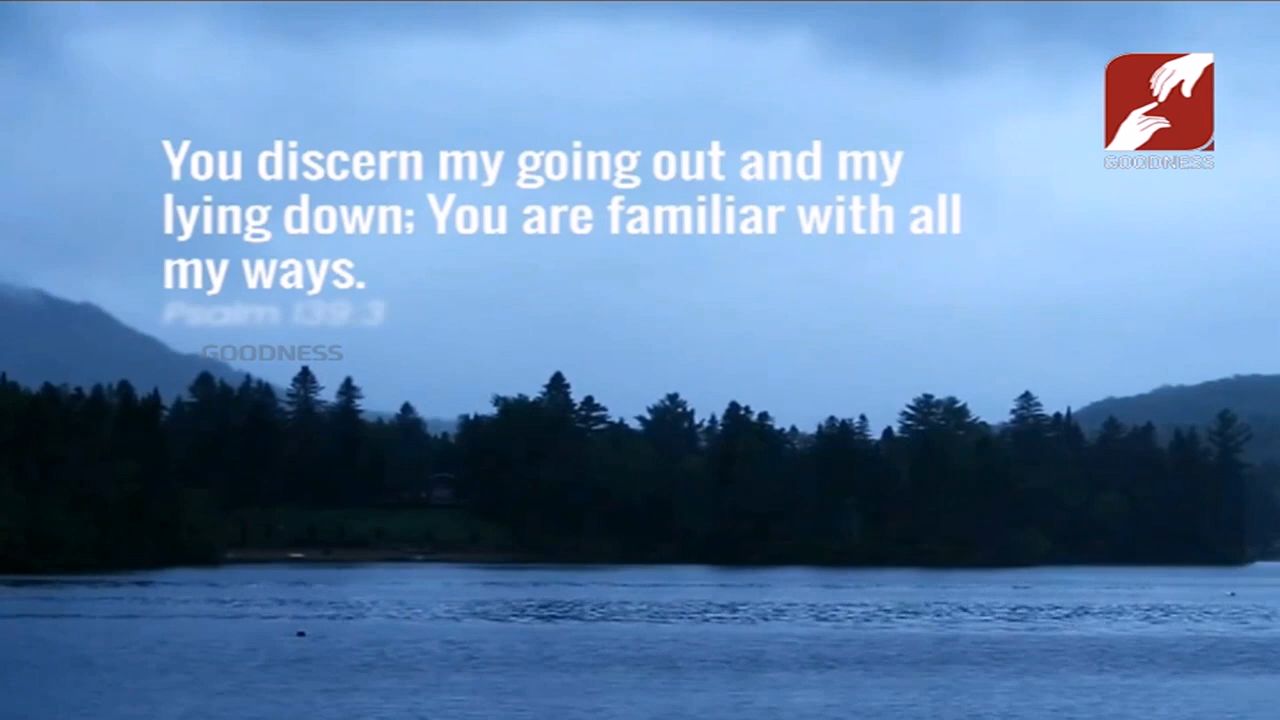 You discern my going out and my
lying down; You are familiar with all
my ways.
Psalm 139:3
GOODNESS
GOODNESS